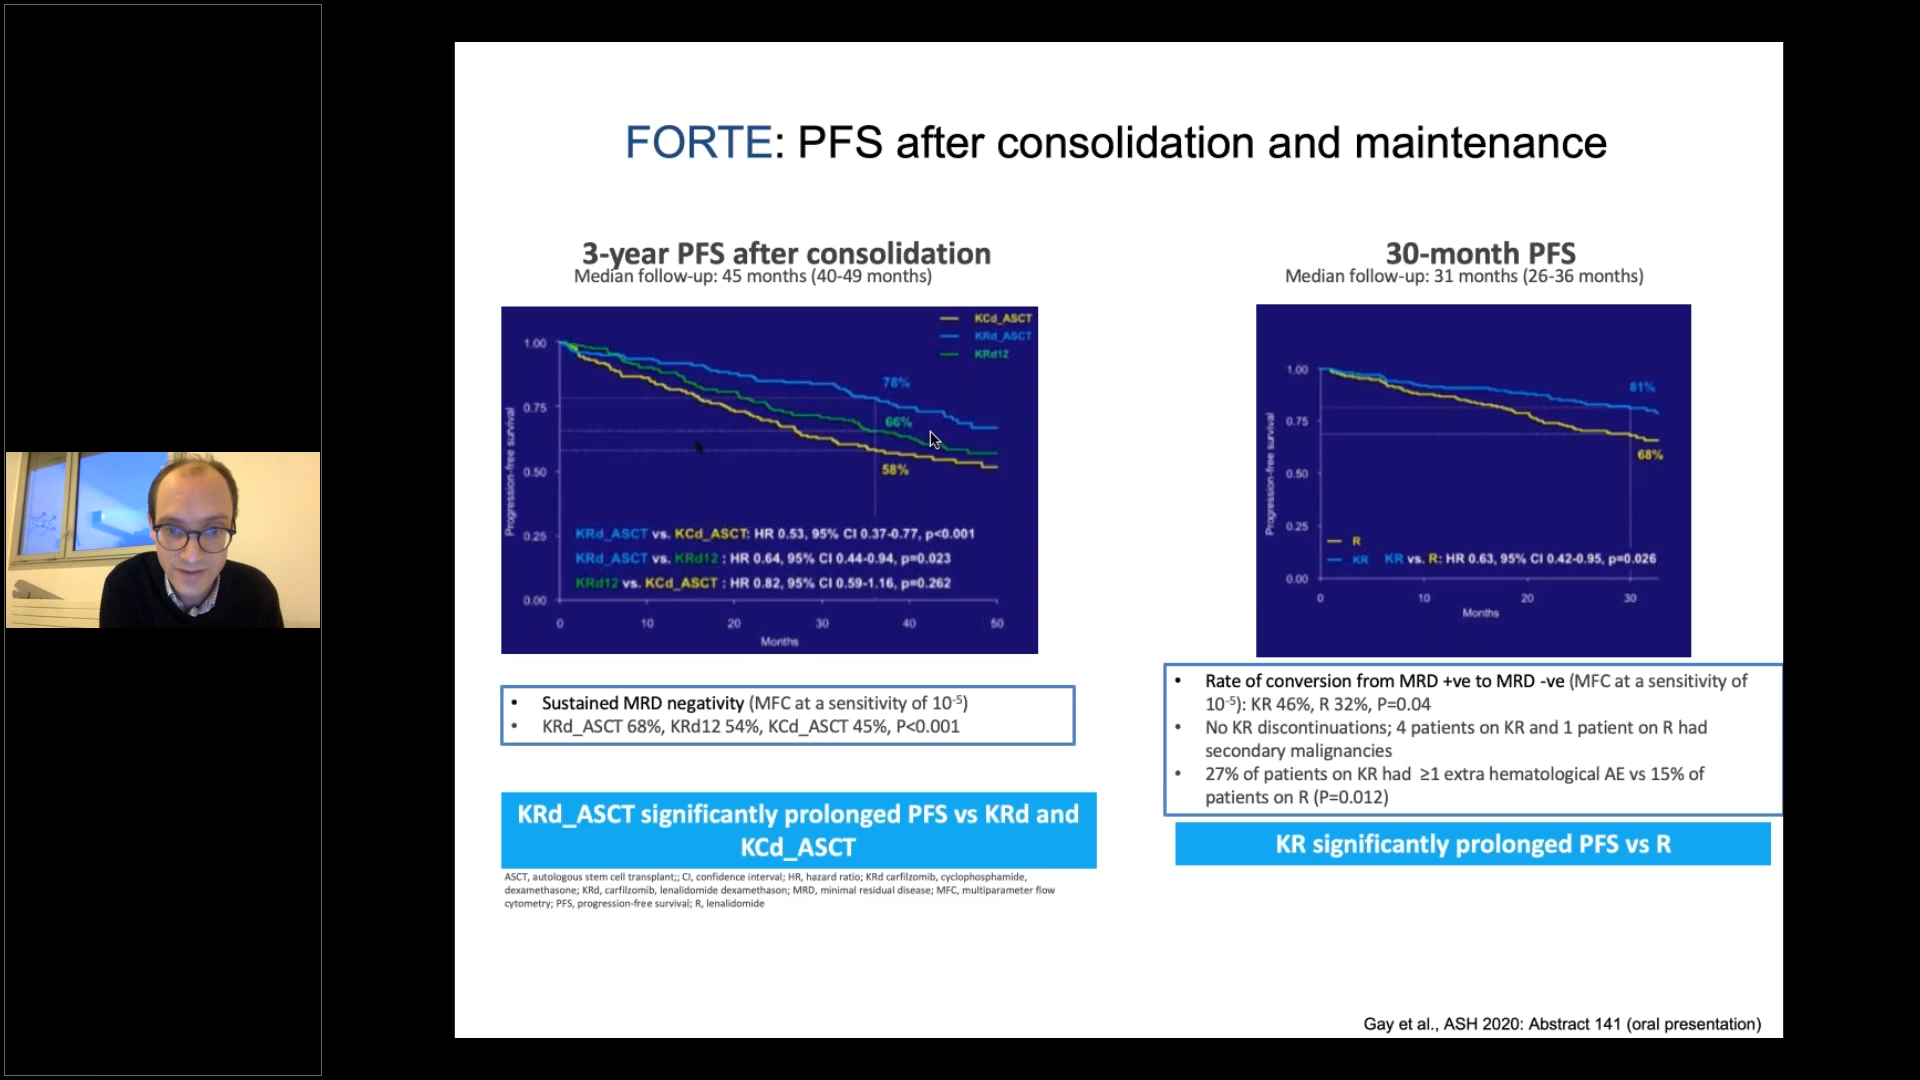 FORTE: PFS after consolidation and maintenance
3-year PFS after consolidation
Median follow-up: 45 months (40-49 months)
KCd_ASCT
KRd_ASCT
KRd12
1.00
0.75
0.50
0.25
0.00
Progression-free survival
78%
66%
58%
KRd_ASCT vs. KCd_ASCT: HR 0.53, 95% CI 0.37-0.77, p<0.001
KRd_ASCT vs. KRd12 : HR 0.64, 95% CI 0.44-0.94, p=0.023
KRd12 vs. KCd_ASCT : HR 0.82, 95% CI 0.59-1.16, p=0.262
0 10 20 30 40 50
Months
• Sustained MRD negativity (MFC at a sensitivity of 10-5)
• KRd_ASCT 68%, KRd12 54%, KCd_ASCT 45%, P<0.001
KRd_ASCT significantly prolonged PFS vs KRd and
KCd_ASCT
ASCT, autologous stem cell transplant;; CI, confidence interval; HR, hazard ratio; KRd carfilzomib, cyclophosphamide,
dexamethasone; KRd, carfilzomib, lenalidomide dexamethason; MRD, minimal residual disease; MFC, multiparameter flow
cytometry; PFS, progression-free survival; R, lenalidomide
30-month PFS
Median follow-up: 31 months (26-36 months)
1.00
0.75
0.50
0.25
0.00
Progression-free survival
81%
68%
R
KR
KR vs. R: HR 0.63, 95% CI 0.42-0.95, p=0.026
0 10 20 30
Months
• Rate of conversion from MRD +ve to MRD -ve (MFC at a sensitivity of
10-5): KR 46%, R 32%, P=0.04
• No KR discontinuations; 4 patients on KR and 1 patient on R had
secondary malignancies
• 27% of patients on KR had ≥1 extra hematological AE vs 15% of
patients on R (P=0.012)
KR significantly prolonged PFS vs R
Gay et al., ASH 2020: Abstract 141 (oral presentation)